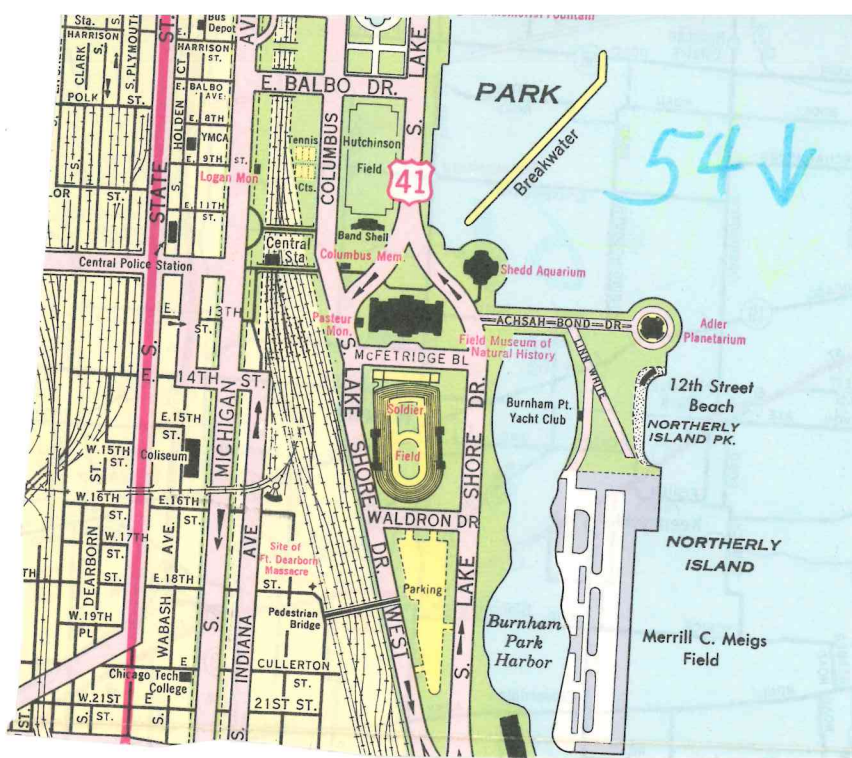 Sta.
HARRISON
CLARK
S.
S. PLYMOUTH
ST.
Bus
Depot
HARRISON
ST.
CT
AVE
LAKE
S.
PARK
E. BALBO DR.
E. BALBO
AVE.
POLK ST.
HOLDEN
S.
E. 8TH
YMCA
E. 9TH ST.
Logan Mon
E. 11TH
ST.
STATE
S.
COLUMBUS
Tennis
Cts.
Hutchinson
Field
41
Breakwater
54 ↓
Band Shell
Central
Sta
Central Police Station
Columbus Mem.
Shedd Aquarium
E. 13TH
ST.
Pasteur
Mon.
ACHSAH BOND DR
Adler
Planetarium
Field Museum of
Natural History
McFETRIDGE BL
LINN WHITE
14TH ST.
MICHIGAN
S. LAKE SHORE DR WEST
Soldier
Field
S. LAKE SHORE DR.
Burnham Pt.
Yacht Club
12th Street
Beach
NORTHERLY
ISLAND PK.
E.15TH
ST.
W.15TH
ST.
Coliseum
W.16TH
E.16TH
ST.
W.17TH
ST.
DEARBORN
ST.
WABASH
AVE.
INDIANA
AVE
WALDRON DR
Site of
Ft. Dearborn
Massacre
E.18TH ST.
Parking
NORTHERLY
ISLAND
W.19TH
PL
Pedestrian
Bridge
Burnham
Park
Harbor
Merrill C. Meigs
Field
E CULLERTON
ST.
Chicago Tech
College
W.21ST
ST.
E 21ST ST.